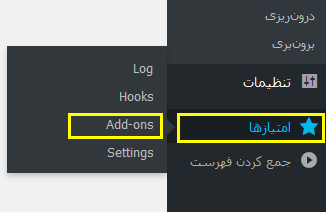 درون‌ریزی
برون‌بری
تنظیمات
امتیازها
Log
Hooks
Add-ons
Settings
جمع کردن فهرست